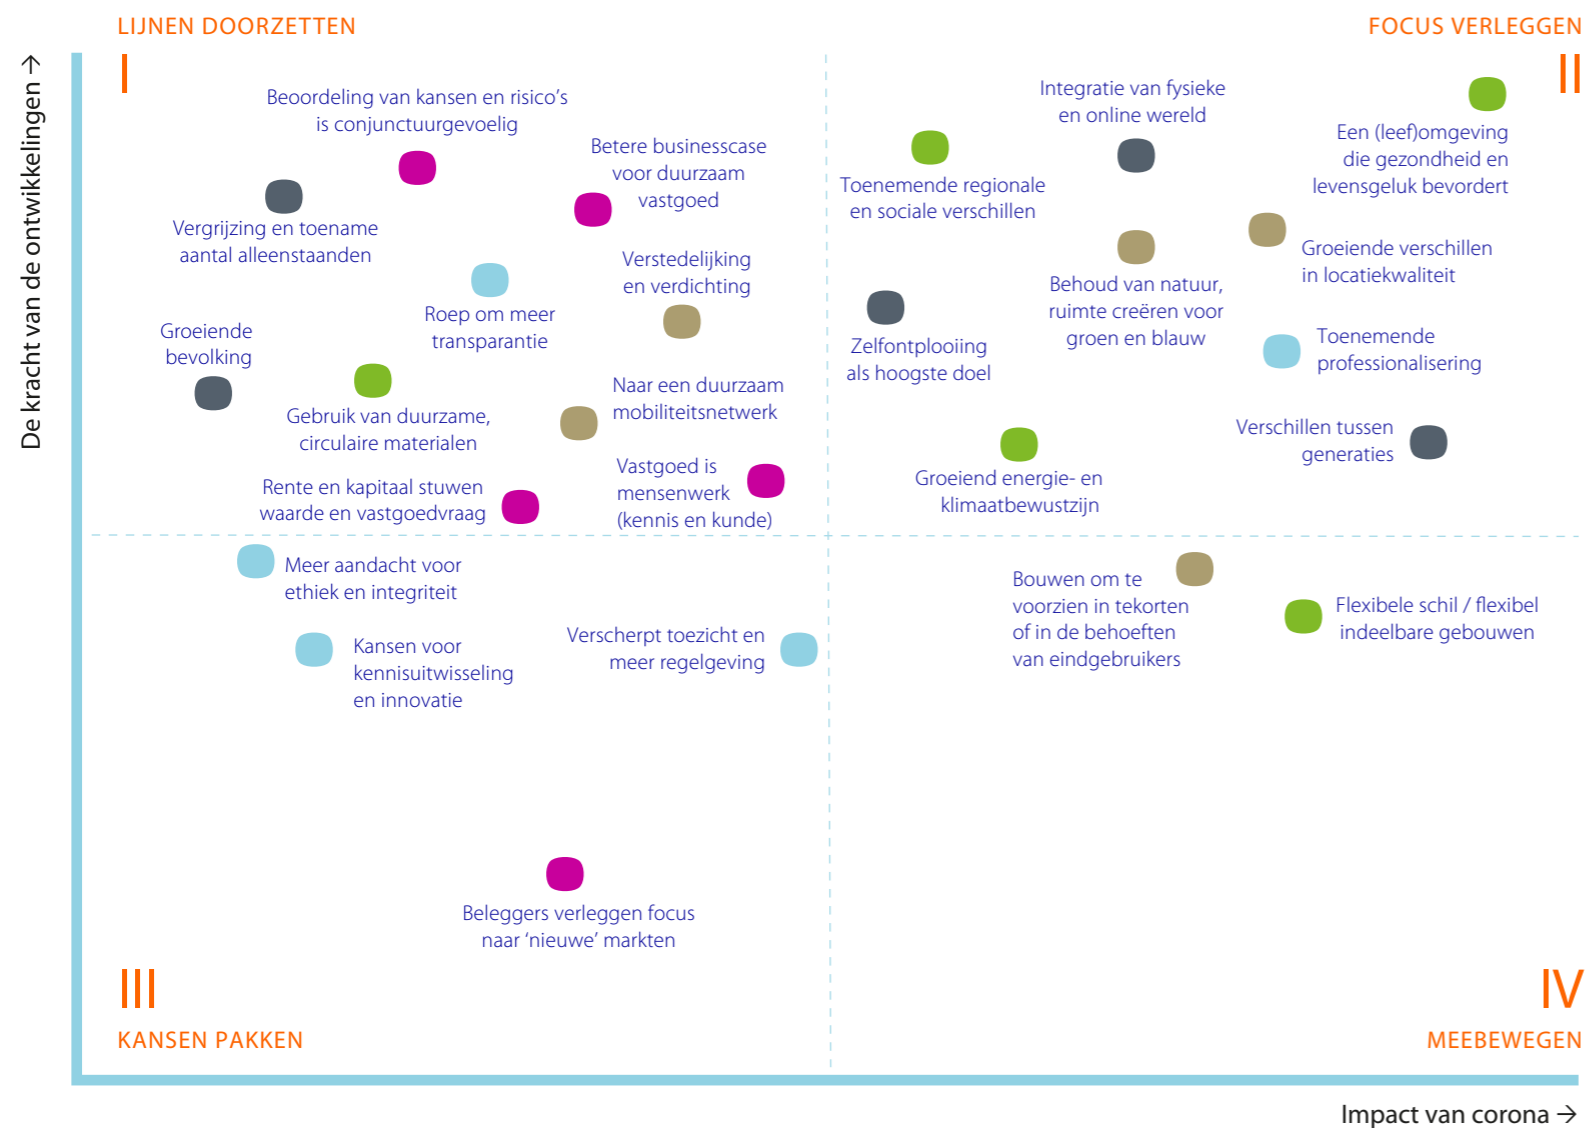 LIJNEN DOORZETTEN
FOCUS VERLEGGEN
I
II
De kracht van de ontwikkelingen →
Beoordeling van kansen en risico’s
is conjunctuurgevoelig
Betere businesscase
voor duurzaam
vastgoed
Vergrijzing en toename
aantal alleenstaanden
Verstedelijking
en verdichting
Roep om meer
transparantie
Groeiende
bevolking
Naar een duurzaam
mobiliteitsnetwerk
Gebruik van duurzame,
circulaire materialen
Vastgoed is
mensenwerk
(kennis en kunde)
Rente en kapitaal stuwen
waarde en vastgoedvraag
Integratie van fysieke
en online wereld
Een (leef)omgeving
die gezondheid en
levensgeluk bevordert
Toenemende regionale
en sociale verschillen
Groeiende verschillen
in locatiekwaliteit
Behoud van natuur,
ruimte creëren voor
groen en blauw
Zelfontplooiing
als hoogste doel
Toenemende
professionalisering
Verschillen tussen
generaties
Groeiend energie- en
klimaatbewustzijn
Meer aandacht voor
ethiek en integriteit
Kansen voor
kennisuitwisseling
en innovatie
Verscherpt toezicht en
meer regelgeving
Beleggers verleggen focus
naar ‘nieuwe’ markten
Bouwen om te
voorzien in tekorten
of in de behoeften
van eindgebruikers
Flexibele schil / flexibel
indeelbare gebouwen
III
IV
KANSEN PAKKEN
MEEBEWEGEN
Impact van corona →